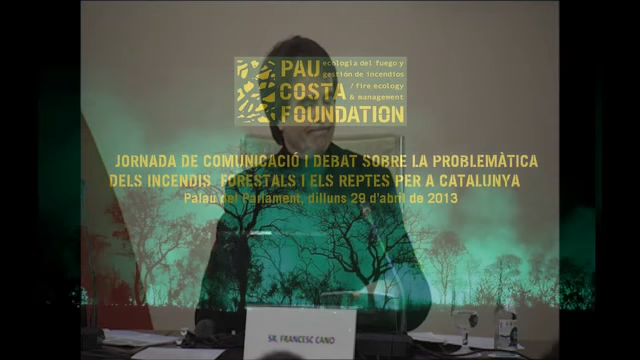 PAU
COSTA
FOUNDATION
ecologia del fuego y
gestión de incendios
/ fire ecology
& management
JORNADA DE COMUNICACIÓ I DEBAT SOBRE LA PROBLEMÀTICA
DELS INCENDIS FORESTALS I ELS REPTES PER A CATALUNYA
Palau del Parlament, dilluns 29 d'abril de 2013
SR. FRANCESC CANO